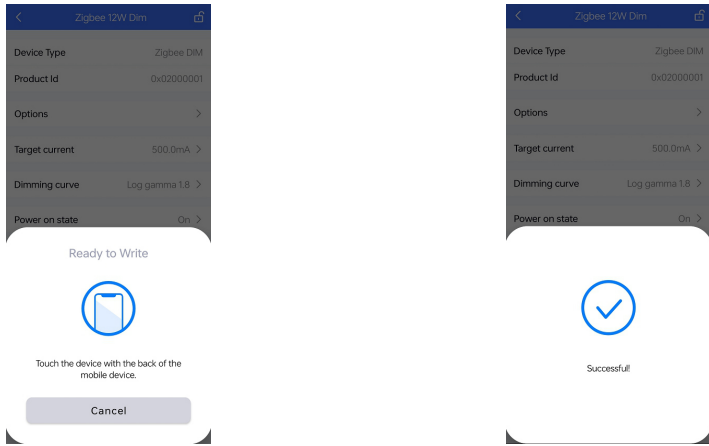 Zigbee 12W Dim
Device Type Zigbee DIM
Product Id 0x02000001
Options
Target current 500.0mA
Dimming curve Log gamma 1.8
Power on state On
Ready to Write
Touch the device with the back of the
mobile device.
Cancel
Zigbee 12W Dim
Device Type Zigbee DIM
Product Id 0x02000001
Options
Target current 500.0mA
Dimming curve Log gamma 1.8
Power on state On
Successful!